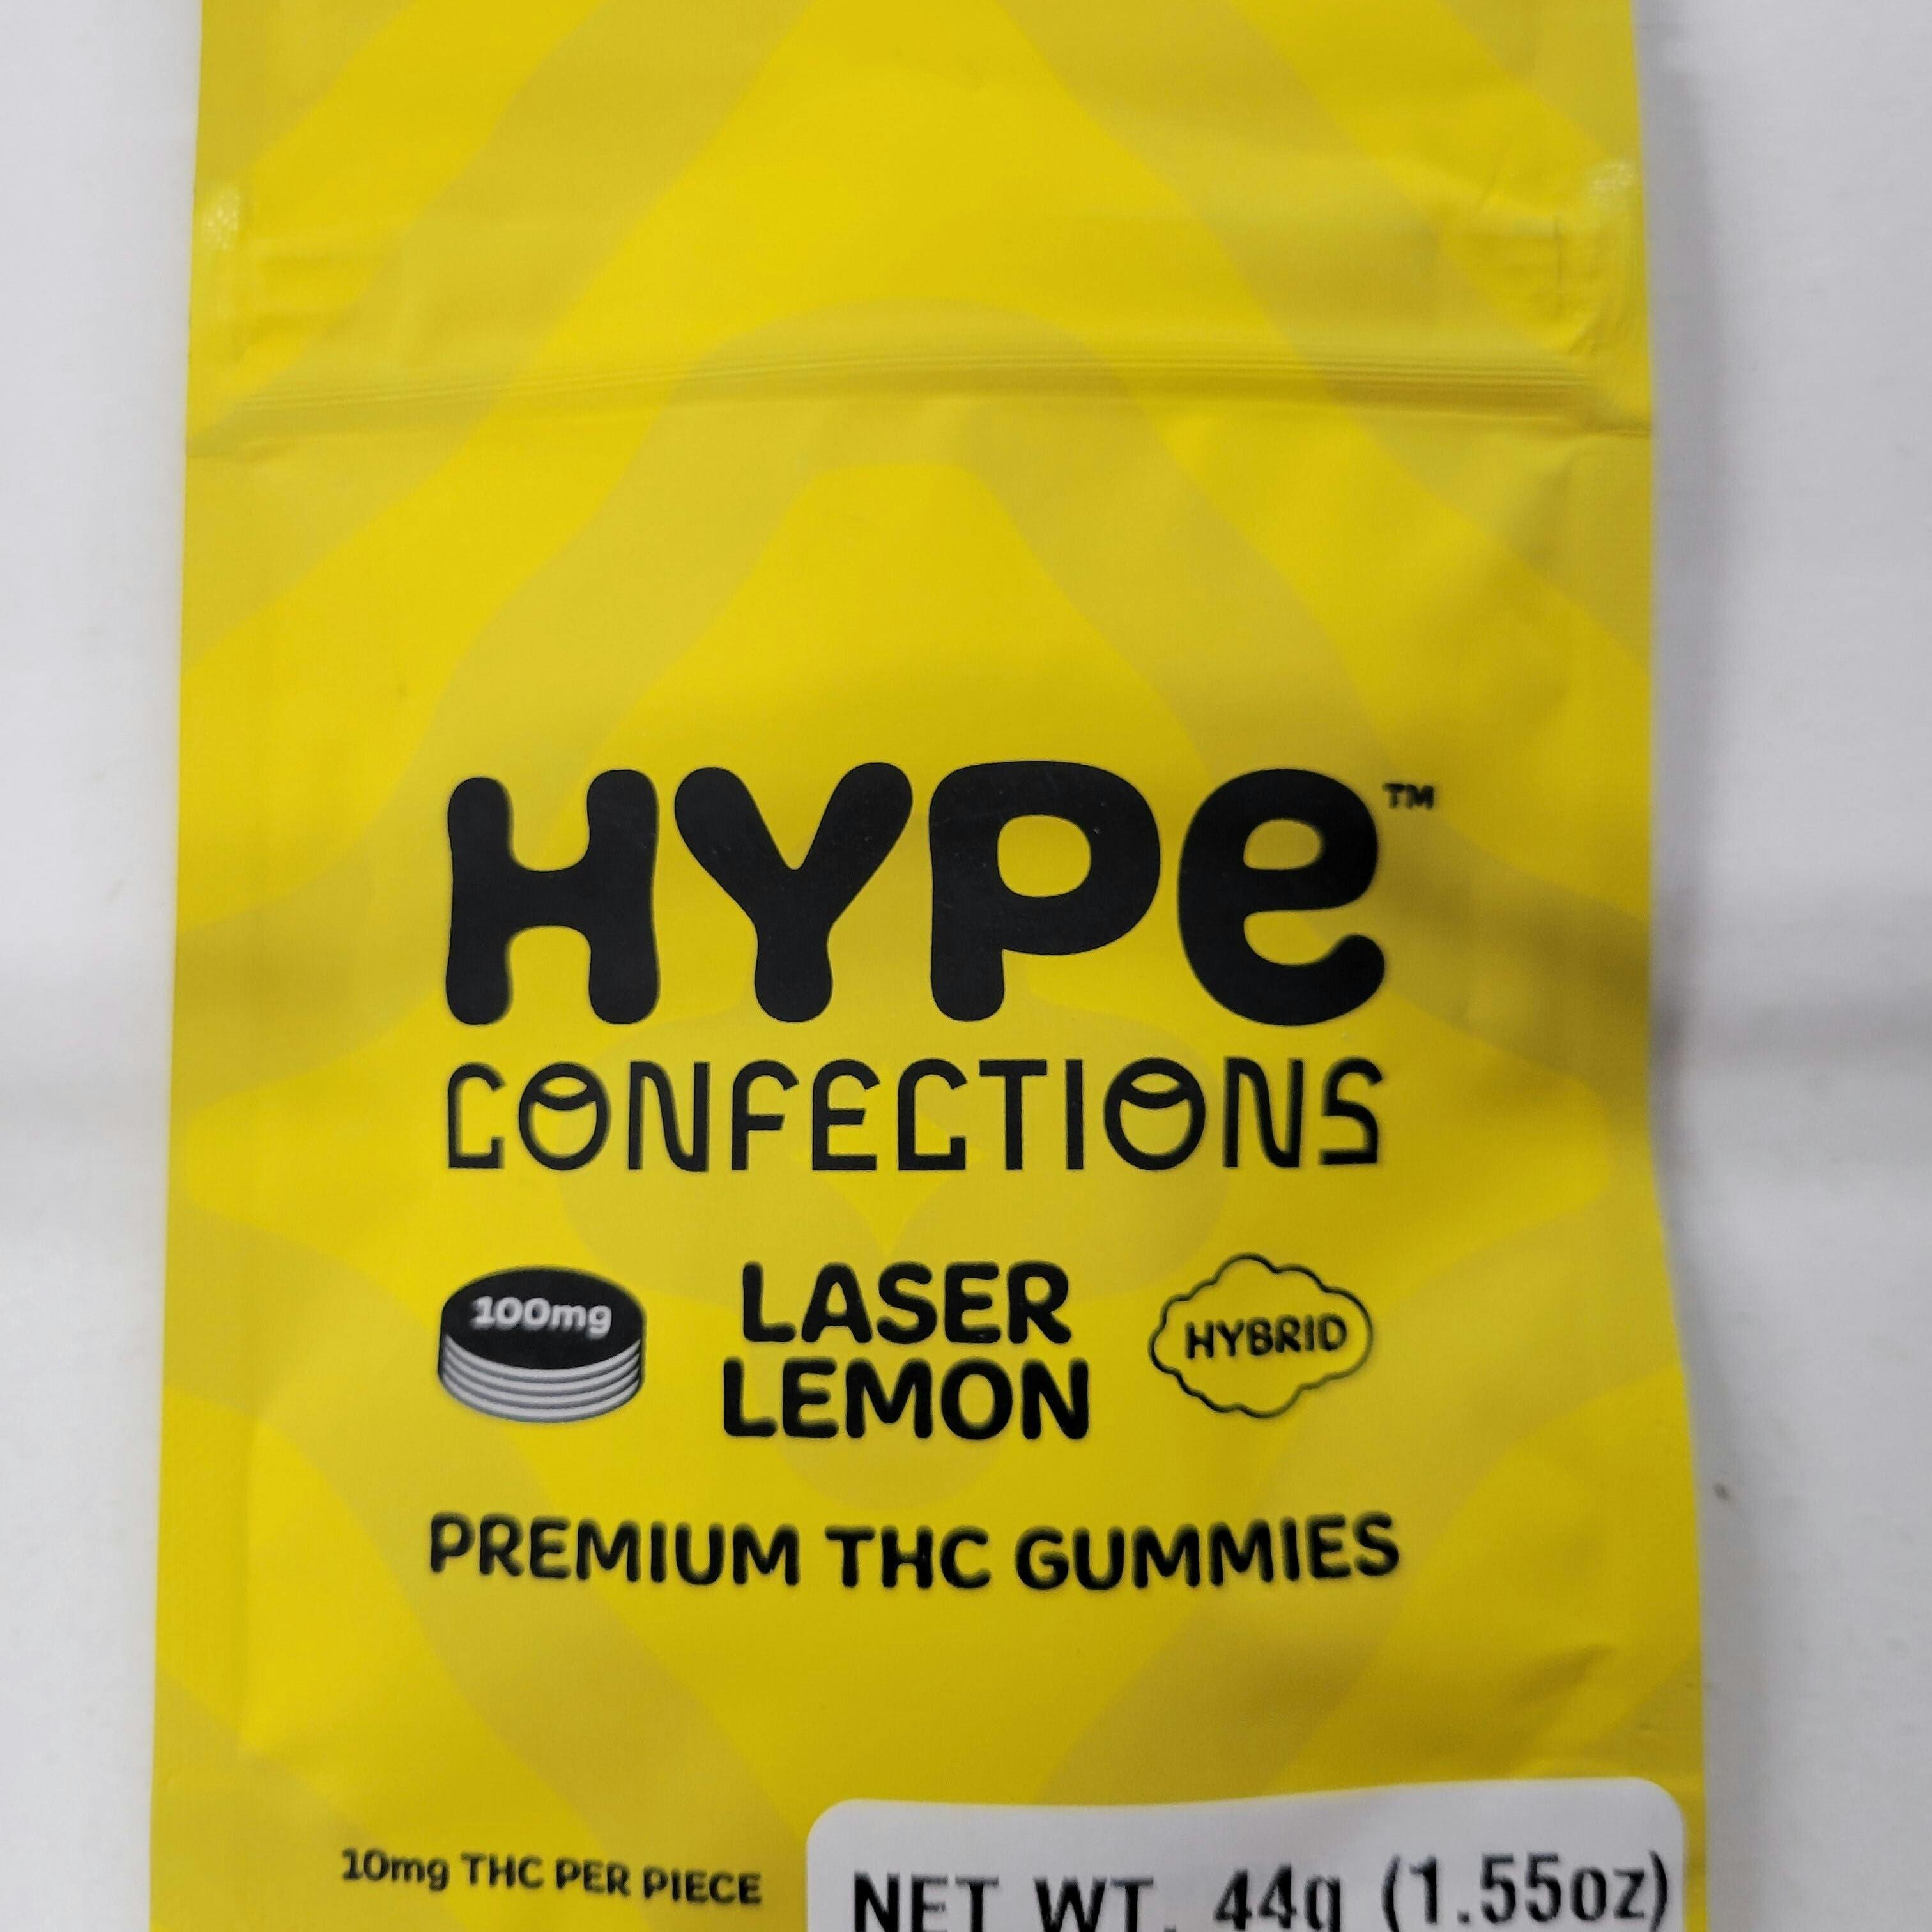 HYPe™
CONFECTIONS
100mg
LASER
LEMON
HYBRID
PREMIUM THC GUMMIES
10mg THC PER PIECE
NET WT. 44g (1.55oz)